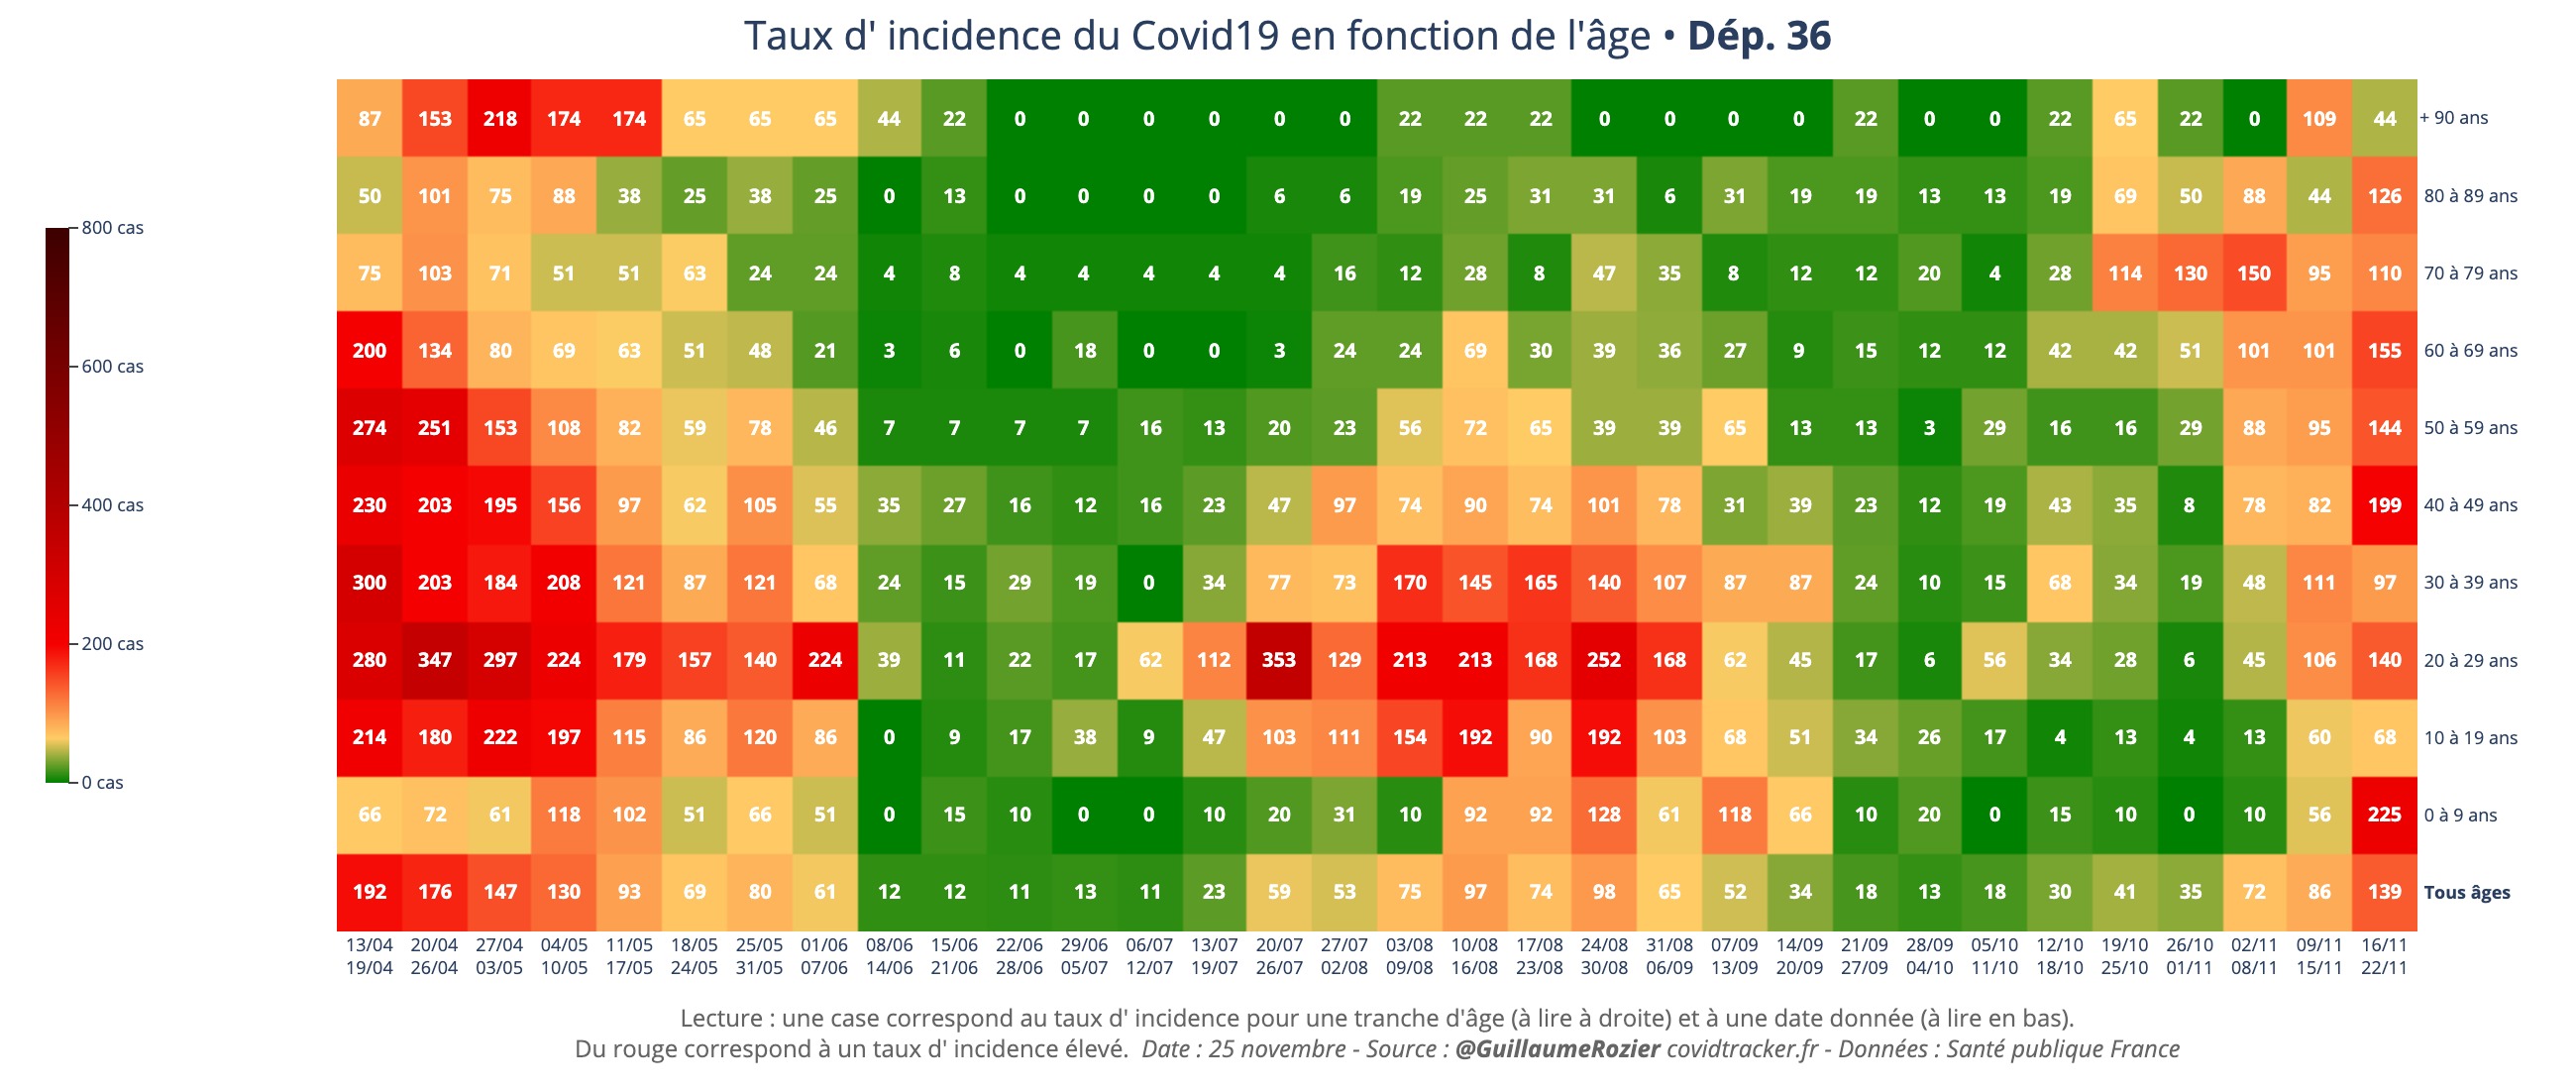 Taux d' incidence du Covid19 en fonction de l'âge • Dép. 36
800 cas
600 cas
400 cas
200 cas
0 cas
87 153 218 174 174 65 65 65 44 22 0 0 0 0 0 0 22 22 22 0 0 0 0 22 0 0 22 65 22 0 109 44 + 90 ans
50 101 75 88 38 25 38 25 0 13 0 0 0 0 6 6 19 25 31 31 6 31 19 19 13 13 19 69 50 88 44 126 80 à 89 ans
75 103 71 51 51 63 24 24 4 8 4 4 4 4 4 16 12 28 8 47 35 8 12 12 20 4 28 114 130 150 95 110 70 à 79 ans
200 134 80 69 63 51 48 21 3 6 0 18 0 0 3 24 24 69 30 39 36 27 9 15 12 12 42 42 51 101 101 155 60 à 69 ans
274 251 153 108 82 59 78 46 7 7 7 7 16 13 20 23 56 72 65 39 39 65 13 13 3 29 16 16 29 88 95 144 50 à 59 ans
230 203 195 156 97 62 105 55 35 27 16 12 16 23 47 97 74 90 74 101 78 31 39 23 12 19 43 35 8 78 82 199 40 à 49 ans
300 203 184 208 121 87 121 68 24 15 29 19 0 34 77 73 170 145 165 140 107 87 87 24 10 15 68 34 19 48 111 97 30 à 39 ans
280 347 297 224 179 157 140 224 39 11 22 17 62 112 353 129 213 213 168 252 168 62 45 17 6 56 34 28 6 45 106 140 20 à 29 ans
214 180 222 197 115 86 120 86 0 9 17 38 9 47 103 111 154 192 90 192 103 68 51 34 26 17 4 13 4 13 60 68 10 à 19 ans
66 72 61 118 102 51 66 51 0 15 10 0 0 10 20 31 10 92 92 128 61 118 66 10 20 0 15 10 0 10 56 225 0 à 9 ans
192 176 147 130 93 69 80 61 12 12 11 13 11 23 59 53 75 97 74 98 65 52 34 18 13 18 30 41 35 72 86 139 Tous âges
13/04 20/04 27/04 04/05 11/05 18/05 25/05 01/06 08/06 15/06 22/06 29/06 06/07 13/07 20/07 27/07 03/08 10/08 17/08 24/08 31/08 07/09 14/09 21/09 28/09 05/10 12/10 19/10 26/10 02/11 09/11 16/11
19/04 26/04 03/05 10/05 17/05 24/05 31/05 07/06 14/06 21/06 28/06 05/07 12/07 19/07 26/07 02/08 09/08 16/08 23/08 30/08 06/09 13/09 20/09 27/09 04/10 11/10 18/10 25/10 01/11 08/11 15/11 22/11
Lecture : une case correspond au taux d' incidence pour une tranche d'âge (à lire à droite) et à une date donnée (à lire en bas).
Du rouge correspond à un taux d' incidence élevé. Date : 25 novembre - Source : @GuillaumeRozier covidtracker.fr - Données : Santé publique France